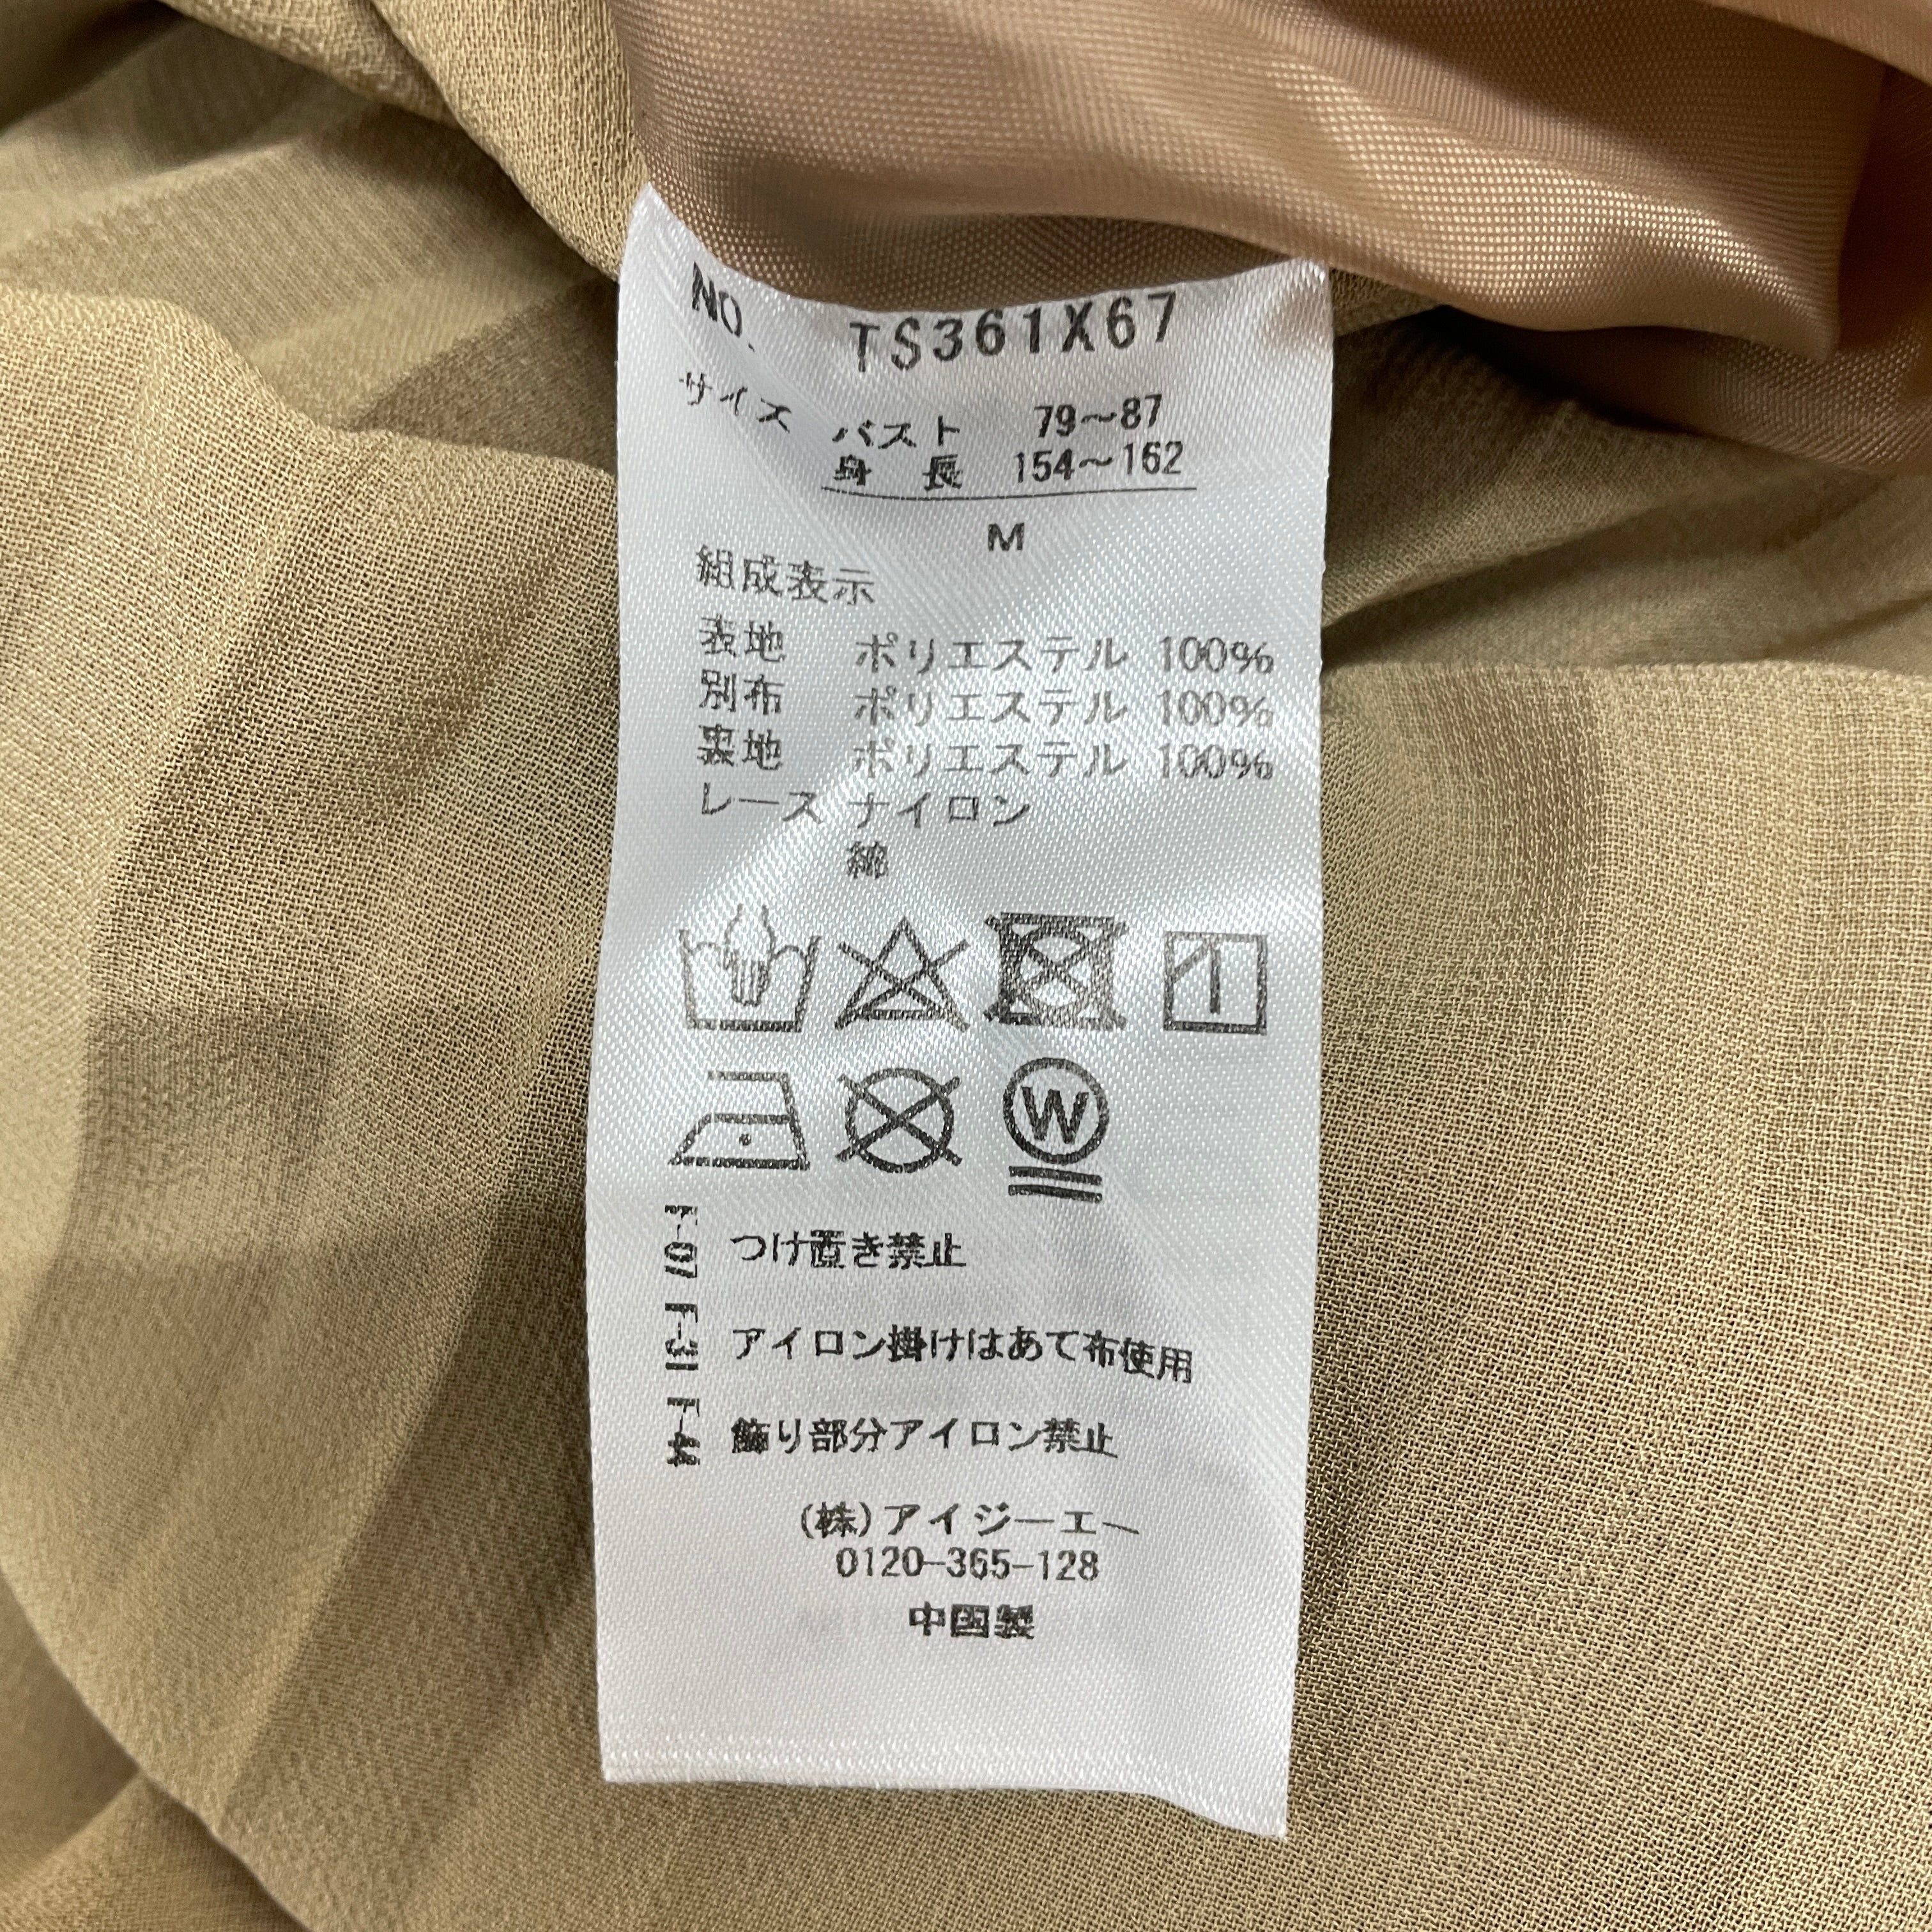 NO. TS361X67
サイズ バスト 79～87
身長 154～162
M
組成表示
表地 ポリエステル 100%
別布 ポリエステル 100%
裏地 ポリエステル 100%
レース ナイロン
綿
W
F-07 つけ置き禁止
F-31 アイロン掛けはあて布使用
F-44 飾り部分アイロン禁止
(株)アイジーエー
0120-365-128
中国製